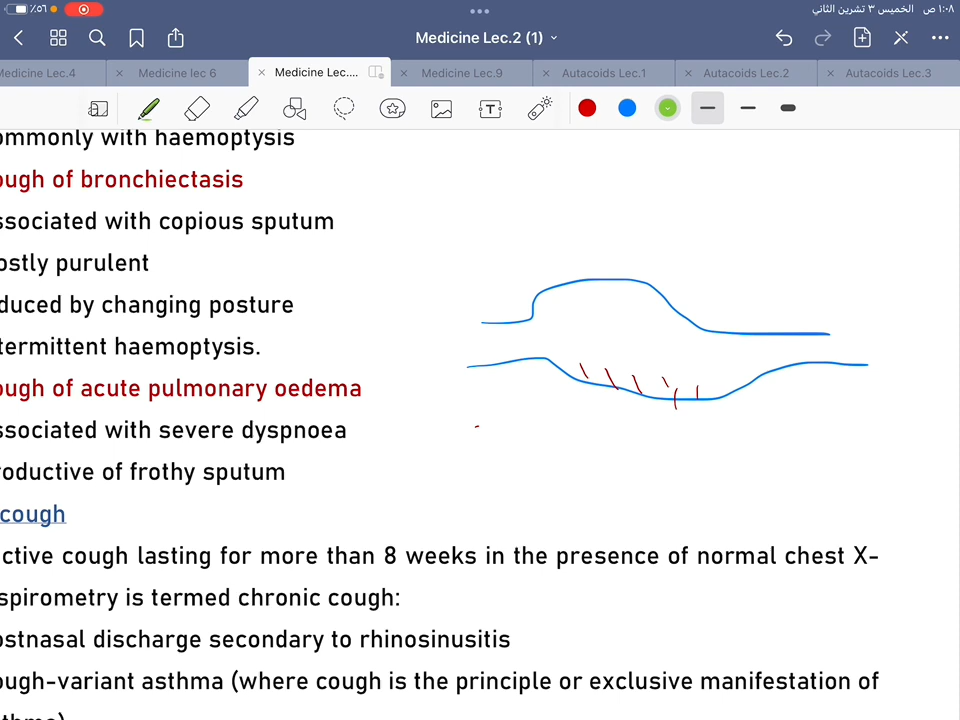 ٪٥٦ الخميس ٣ تشرين الثاني ١:٠٨ ص
Medicine Lec.2 (1)
Medicine Lec.4
Medicine lec 6
Medicine Lec....
Medicine Lec.9
Autacoids Lec.1
Autacoids Lec.2
Autacoids Lec.3
ommonly with haemoptysis
ough of bronchiectasis
ssociated with copious sputum
ostly purulent
duced by changing posture
termittent haemoptysis.
ough of acute pulmonary oedema
ssociated with severe dyspnoea
roductive of frothy sputum
cough
ctive cough lasting for more than 8 weeks in the presence of normal chest X-
spirometry is termed chronic cough:
ostnasal discharge secondary to rhinosinusitis
ough-variant asthma (where cough is the principle or exclusive manifestation of